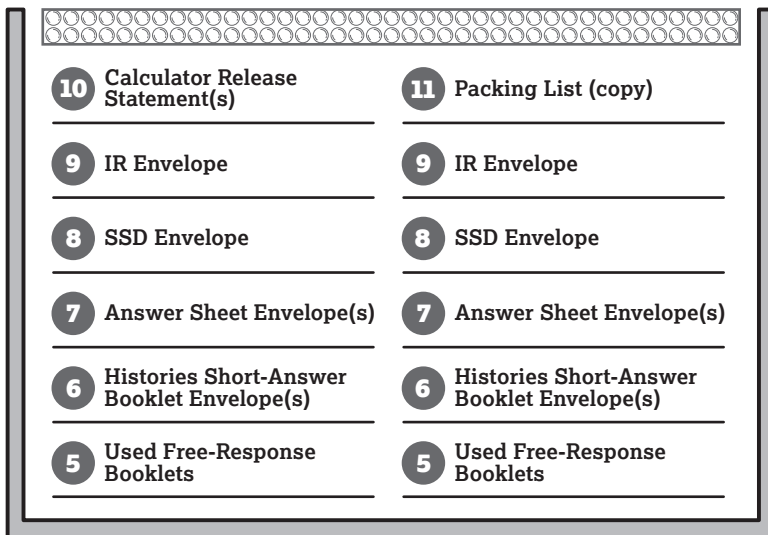 10 Calculator Release
Statement(s)
11 Packing List (copy)
9 IR Envelope
9 IR Envelope
8 SSD Envelope
8 SSD Envelope
7 Answer Sheet Envelope(s)
7 Answer Sheet Envelope(s)
6 Histories Short-Answer
Booklet Envelope(s)
6 Histories Short-Answer
Booklet Envelope(s)
5 Used Free-Response
Booklets
5 Used Free-Response
Booklets